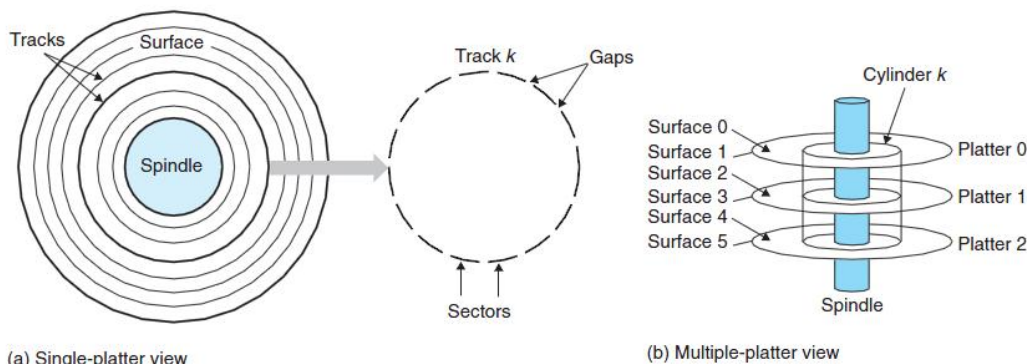 Tracks
Surface
Spindle
Track k
Gaps
Sectors
(a) Single-platter view
Cylinder k
Surface 0
Surface 1
Surface 2
Surface 3
Surface 4
Surface 5
Platter 0
Platter 1
Platter 2
Spindle
(b) Multiple-platter view